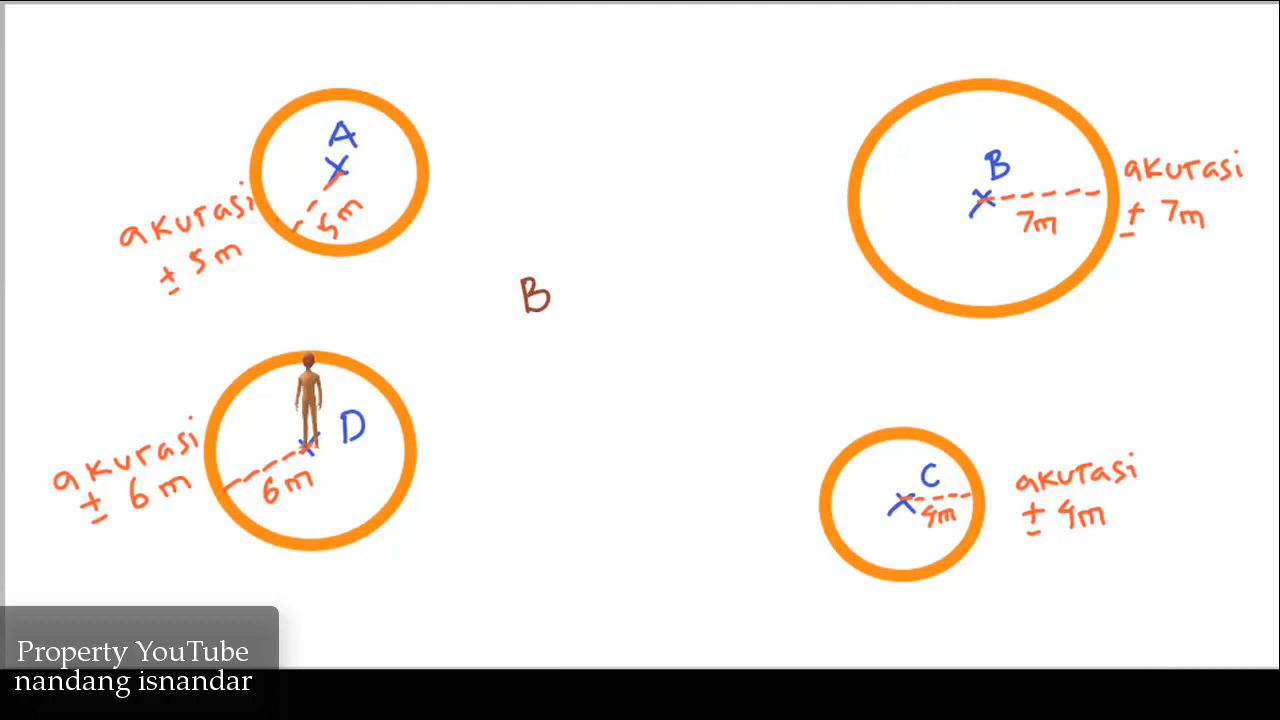 A
5m
akurasi
± 5m
B
7m
akurasi
± 7m
B
D
6m
akurasi
± 6m
C
4m
akurasi
± 4m
Property YouTube
nandang isnandar